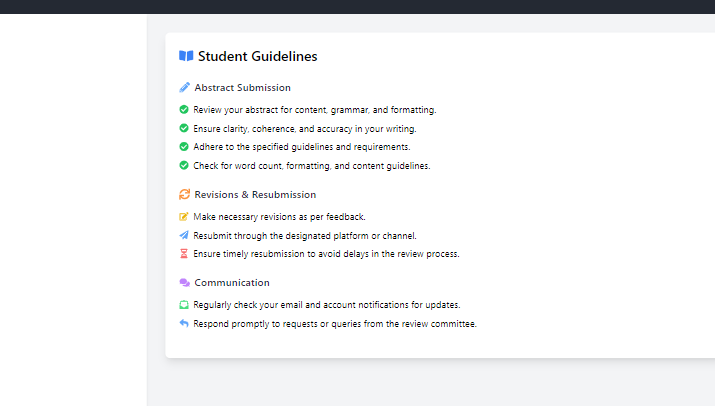 Student Guidelines
Abstract Submission
Review your abstract for content, grammar, and formatting.
Ensure clarity, coherence, and accuracy in your writing.
Adhere to the specified guidelines and requirements.
Check for word count, formatting, and content guidelines.
Revisions & Resubmission
Make necessary revisions as per feedback.
Resubmit through the designated platform or channel.
Ensure timely resubmission to avoid delays in the review process.
Communication
Regularly check your email and account notifications for updates.
Respond promptly to requests or queries from the review committee.